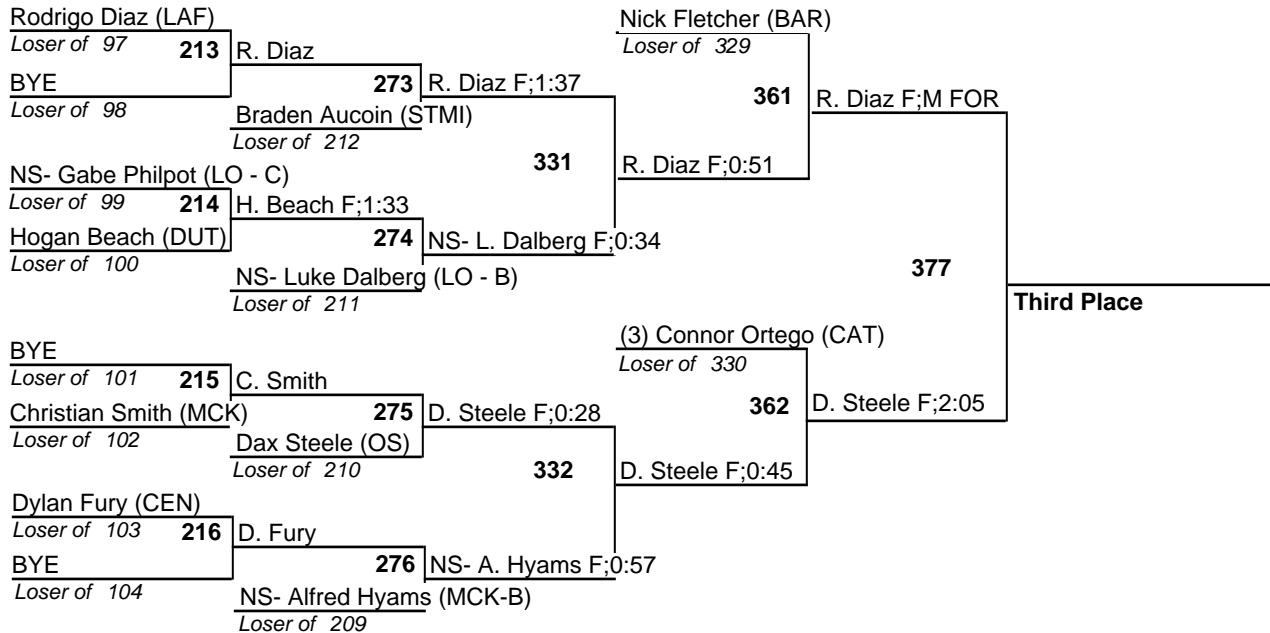 Rodrigo Diaz (LAF)
Loser of 97
213
R. Diaz
BYE
Loser of 98
273
R. Diaz F;1:37
Braden Aucoin (STMI)
Loser of 212
331
R. Diaz F;0:51
NS- Gabe Philpot (LO - C)
Loser of 99
214
H. Beach F;1:33
Hogan Beach (DUT)
Loser of 100
274
NS- L. Dalberg F;0:34
NS- Luke Dalberg (LO - B)
Loser of 211
Nick Fletcher (BAR)
Loser of 329
361
R. Diaz F;M FOR
377
Third Place
BYE
Loser of 101
215
C. Smith
Christian Smith (MCK)
Loser of 102
275
D. Steele F;0:28
Dax Steele (OS)
Loser of 210
332
D. Steele F;0:45
Dylan Fury (CEN)
Loser of 103
216
D. Fury
BYE
Loser of 104
276
NS- A. Hyams F;0:57
NS- Alfred Hyams (MCK-B)
Loser of 209
(3) Connor Ortego (CAT)
Loser of 330
362
D. Steele F;2:05